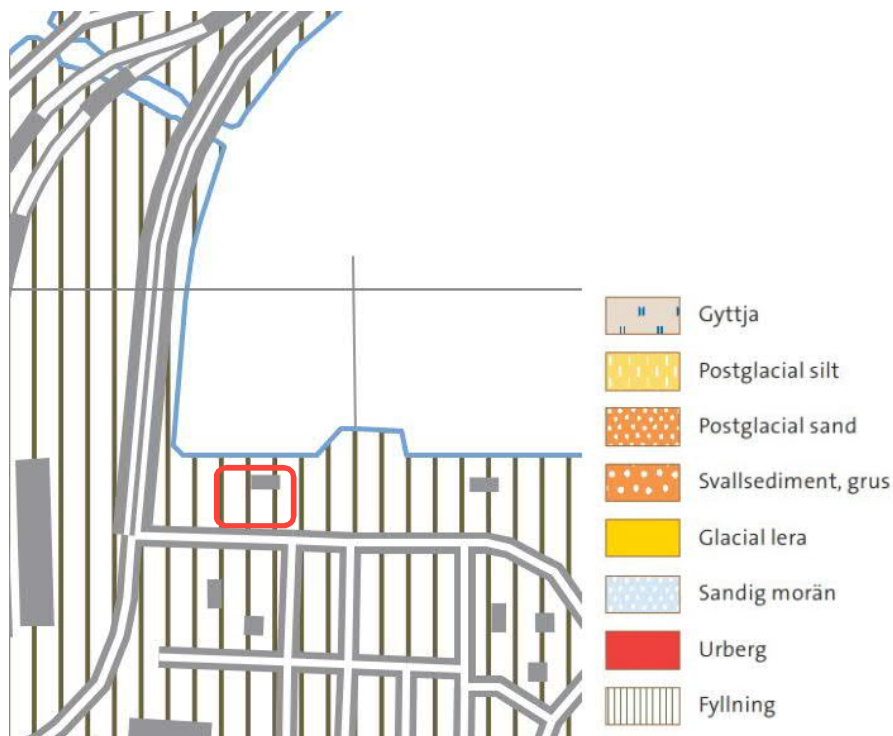 Gyttja
Postglacial silt
Postglacial sand
Svallsediment, grus
Glacial lera
Sandig morän
Urberg
Fyllning